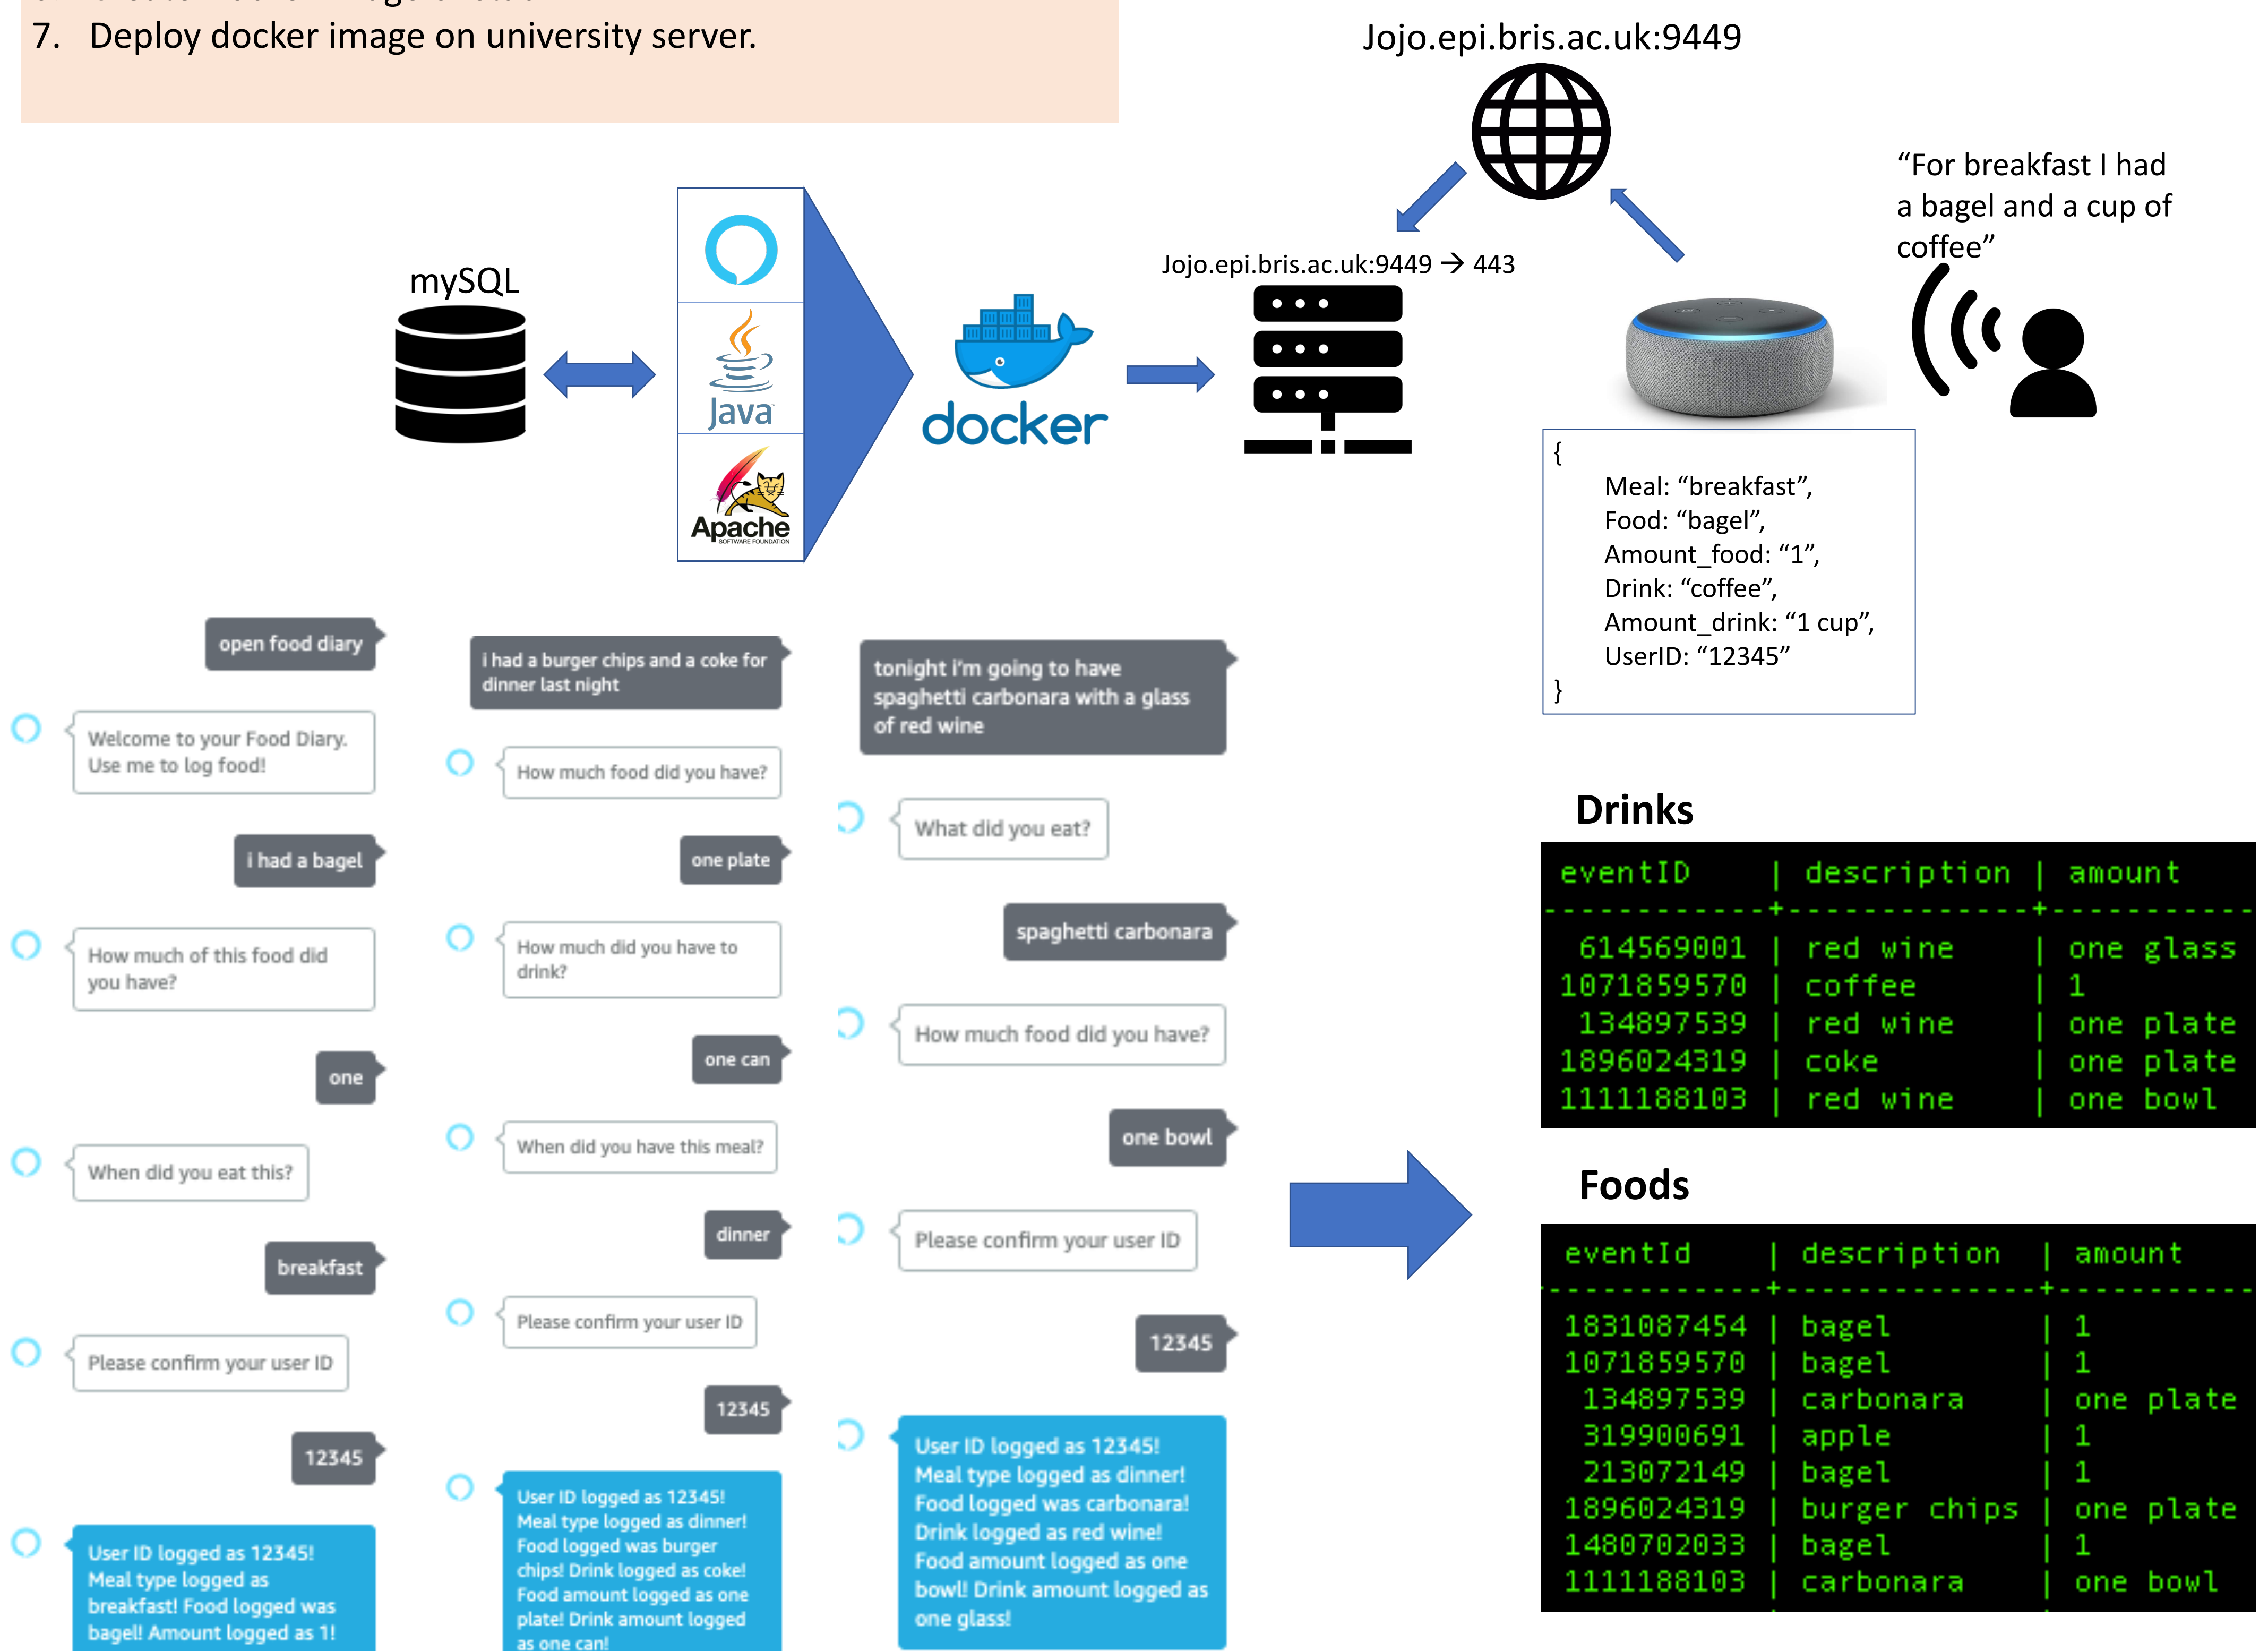 7. Deploy docker image on university server.
Jojo.epi.bris.ac.uk:9449
“For breakfast I had
a bagel and a cup of
coffee”
Jojo.epi.bris.ac.uk:9449 → 443
mySQL
Java
Apache
SOFTWARE FOUNDATION
docker
{
Meal: “breakfast”,
Food: “bagel”,
Amount_food: “1”,
Drink: “coffee”,
Amount_drink: “1 cup”,
UserID: “12345”
}
open food diary
Welcome to your Food Diary.
Use me to log food!
i had a bagel
How much of this food did
you have?
one
When did you eat this?
breakfast
Please confirm your user ID
12345
User ID logged as 12345!
Meal type logged as
breakfast! Food logged was
bagel! Amount logged as 1!
i had a burger chips and a coke for
dinner last night
How much food did you have?
one plate
How much did you have to
drink?
one can
When did you have this meal?
dinner
Please confirm your user ID
12345
User ID logged as 12345!
Meal type logged as dinner!
Food logged was burger
chips! Drink logged as coke!
Food amount logged as one
plate! Drink amount logged
as one can!
tonight i'm going to have
spaghetti carbonara with a glass
of red wine
What did you eat?
spaghetti carbonara
How much food did you have?
one bowl
Please confirm your user ID
12345
User ID logged as 12345!
Meal type logged as dinner!
Food logged was carbonara!
Drink logged as red wine!
Food amount logged as one
bowl! Drink amount logged as
one glass!
Drinks
eventID | description | amount
614569001 | red wine | one glass
1071859570 | coffee | 1
134897539 | red wine | one plate
1896024319 | coke | one plate
1111188103 | red wine | one bowl
Foods
eventId | description | amount
1831087454 | bagel | 1
1071859570 | bagel | 1
134897539 | carbonara | one plate
319900691 | apple | 1
213072149 | bagel | 1
1896024319 | burger chips | one plate
1480702033 | bagel | 1
1111188103 | carbonara | one bowl